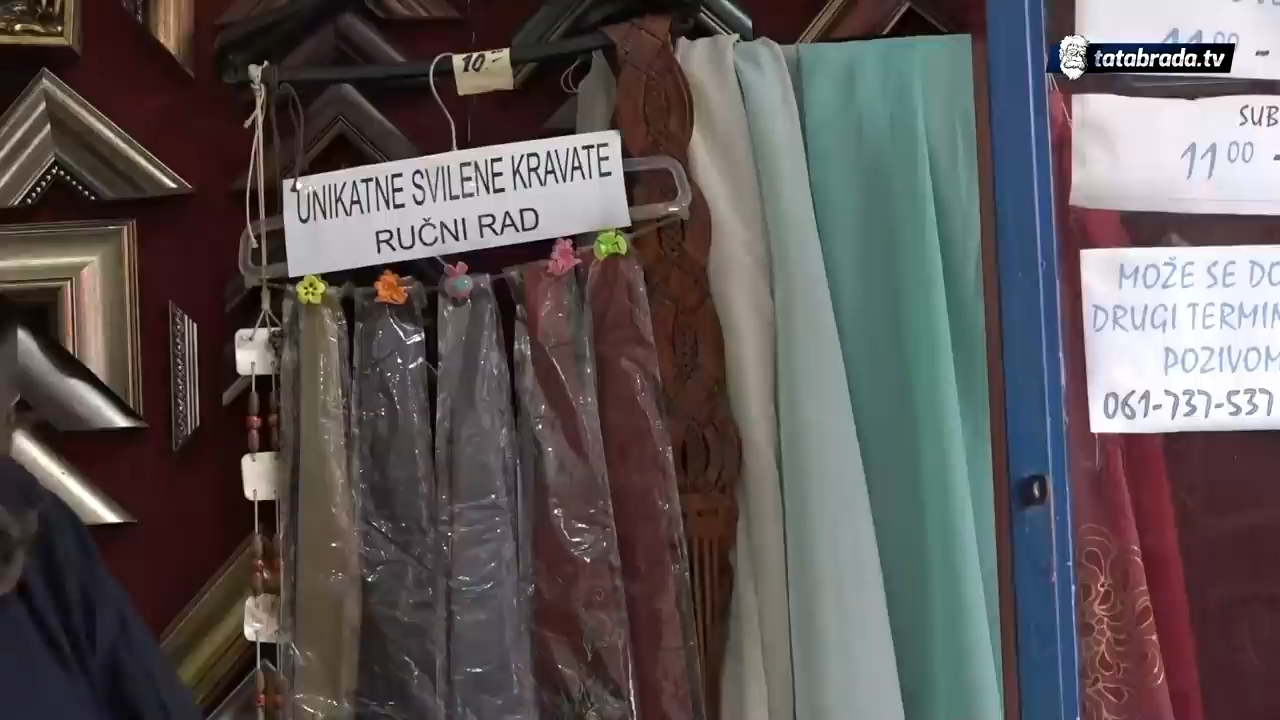 tatabrada.tv
10.-
UNIKATNE SVILENE KRAVATE
RUČNI RAD
11⁰⁰ -
SUB
11⁰⁰ -
MOŽE SE DO
DRUGI TERMIN
POZIVOM
061-737-537